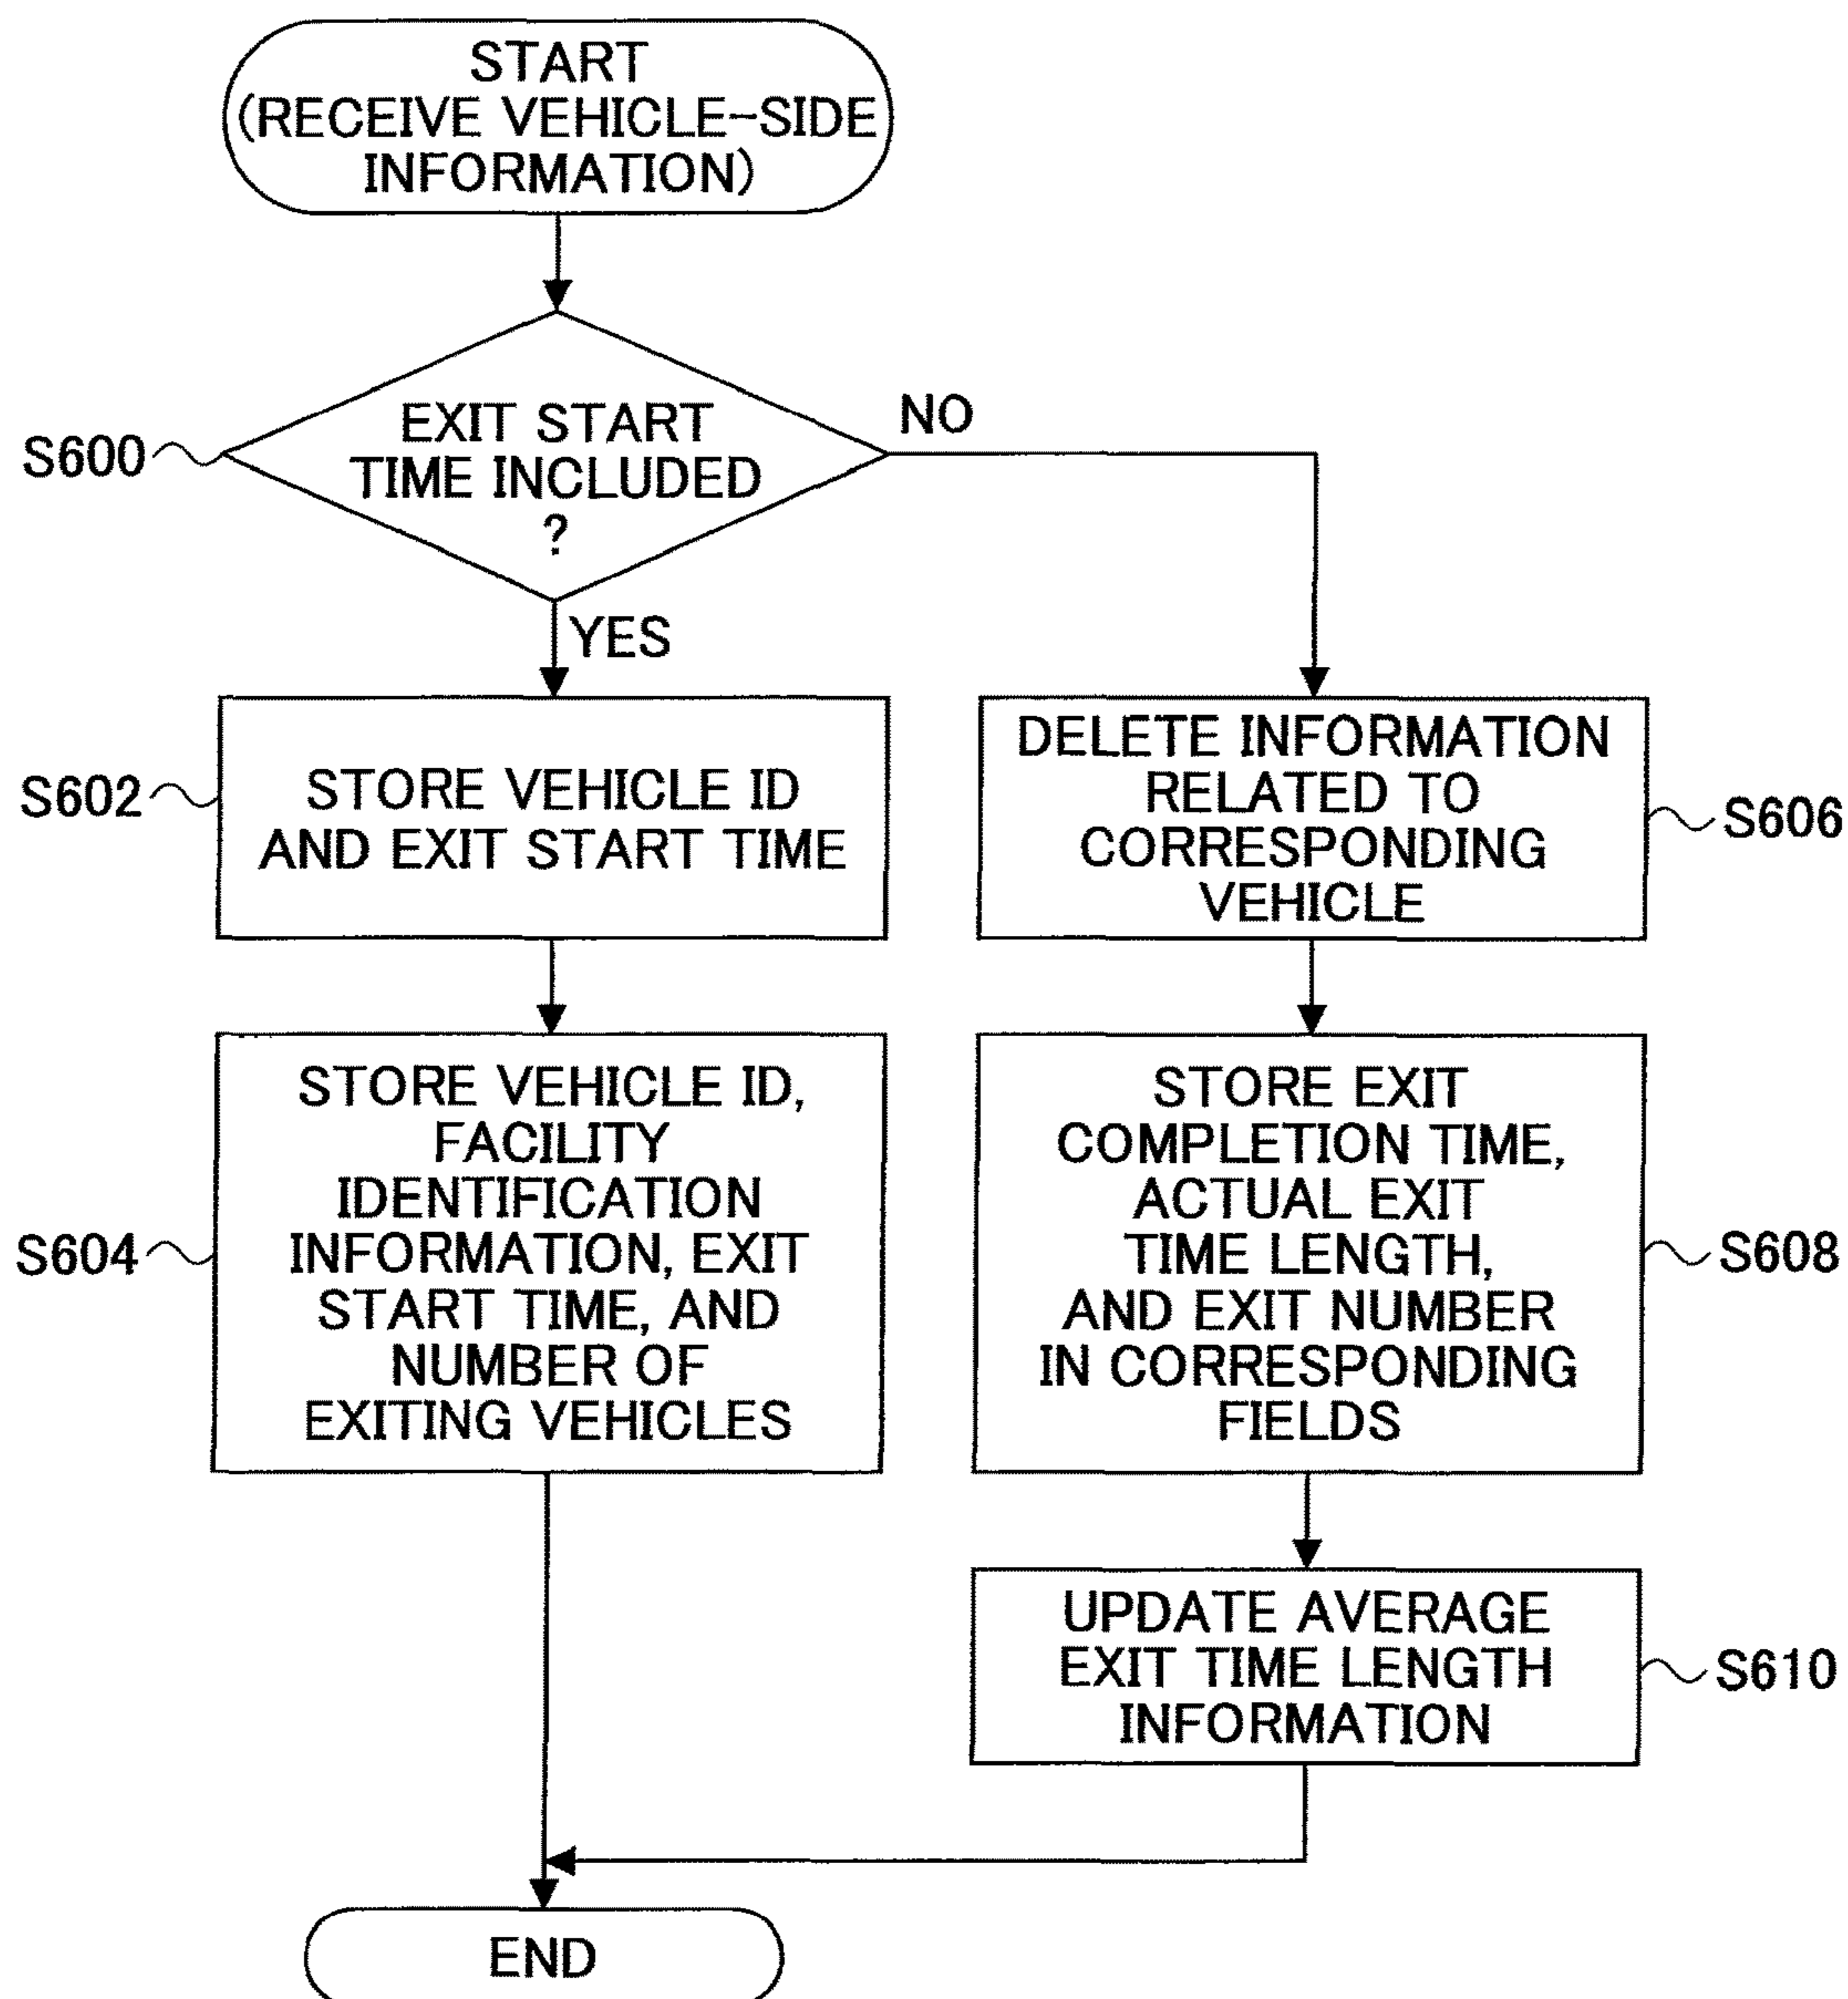 START
(RECEIVE VEHICLE-SIDE
INFORMATION)
S600
EXIT START
TIME INCLUDED
?
NO
YES
S602
STORE VEHICLE ID
AND EXIT START TIME
DELETE INFORMATION
RELATED TO
CORRESPONDING
VEHICLE
S606
S604
STORE VEHICLE ID,
FACILITY
IDENTIFICATION
INFORMATION, EXIT
START TIME, AND
NUMBER OF
EXITING VEHICLES
STORE EXIT
COMPLETION TIME,
ACTUAL EXIT
TIME LENGTH,
AND EXIT NUMBER
IN CORRESPONDING
FIELDS
S608
UPDATE AVERAGE
EXIT TIME LENGTH
INFORMATION
S610
END